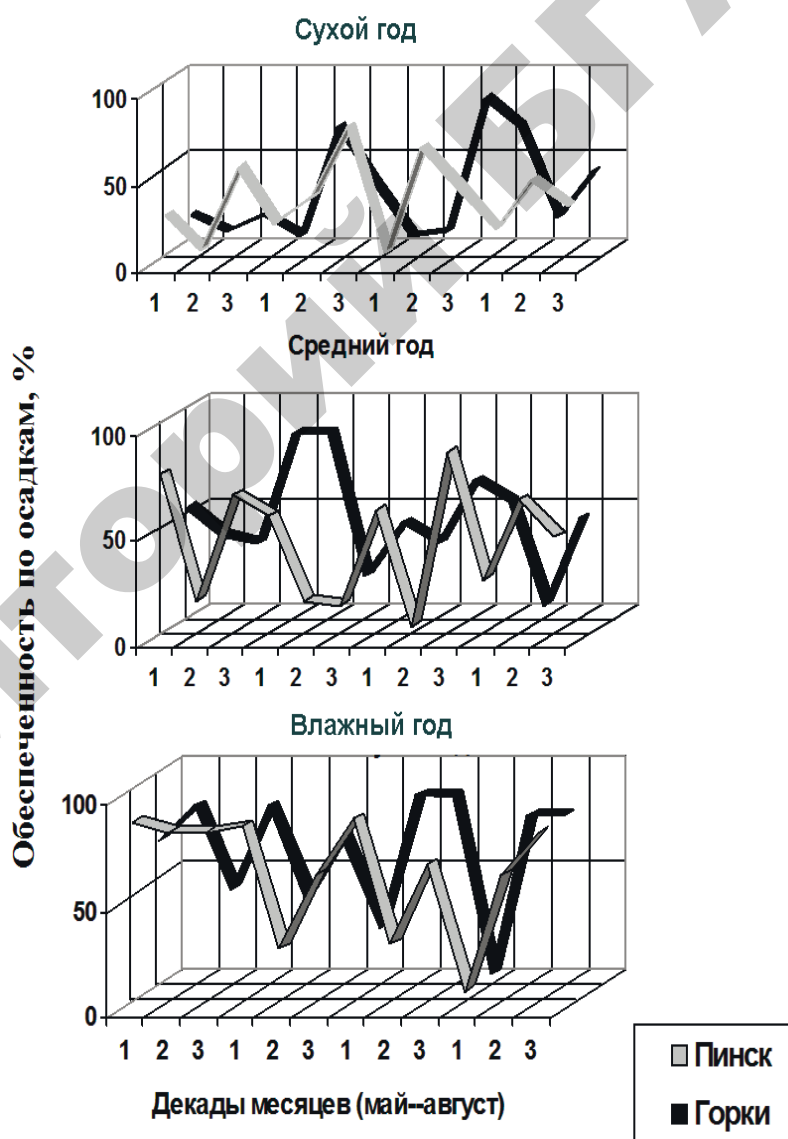 Сухой год
100
50
0
1 2 3 1 2 3 1 2 3 1 2 3
Средний год
100
50
0
1 2 3 1 2 3 1 2 3 1 2 3
Влажный год
100
50
0
1 2 3 1 2 3 1 2 3 1 2 3
Обеспеченность по осадкам, %
Декады месяцев (май--август)
Пинск
Горки